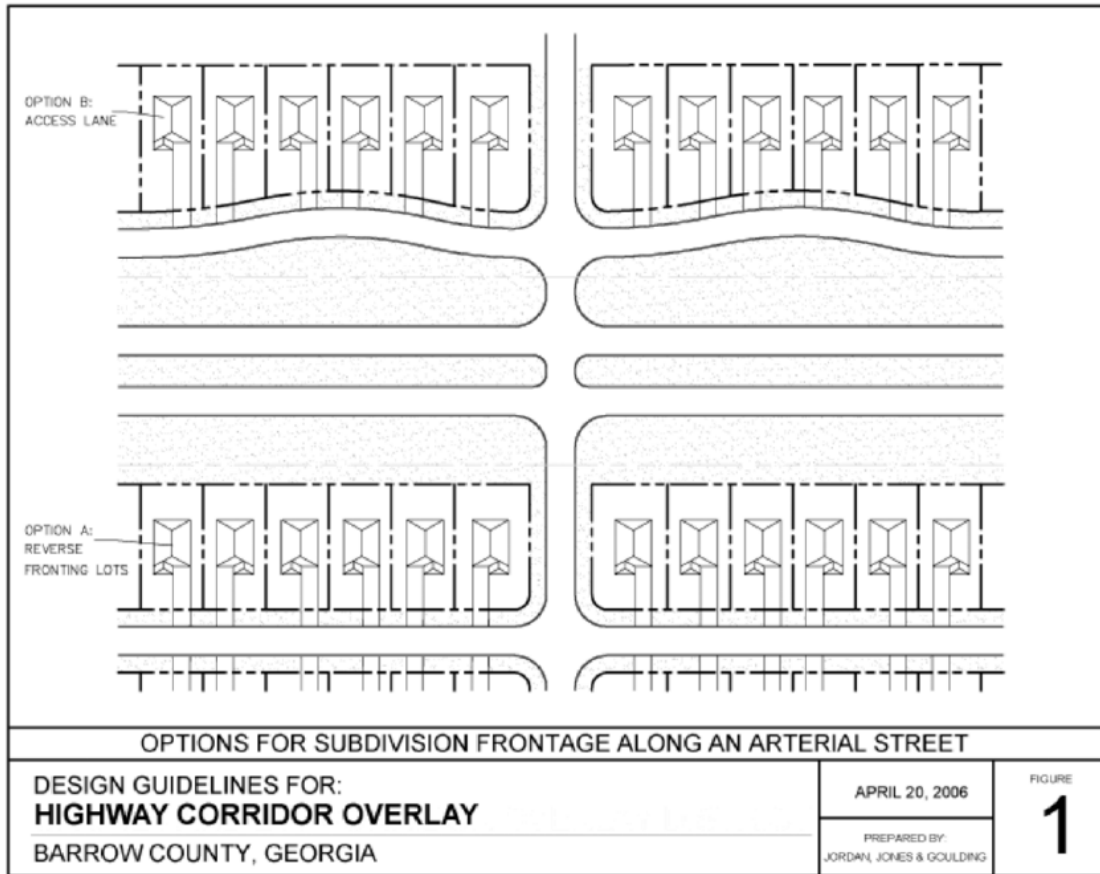 OPTION B:
ACCESS LANE
OPTION A:
REVERSE
FRONTING LOTS
OPTIONS FOR SUBDIVISION FRONTAGE ALONG AN ARTERIAL STREET
DESIGN GUIDELINES FOR:
HIGHWAY CORRIDOR OVERLAY
BARROW COUNTY, GEORGIA
APRIL 20, 2006
PREPARED BY:
JORDAN, JONES & GOULDING
FIGURE
1